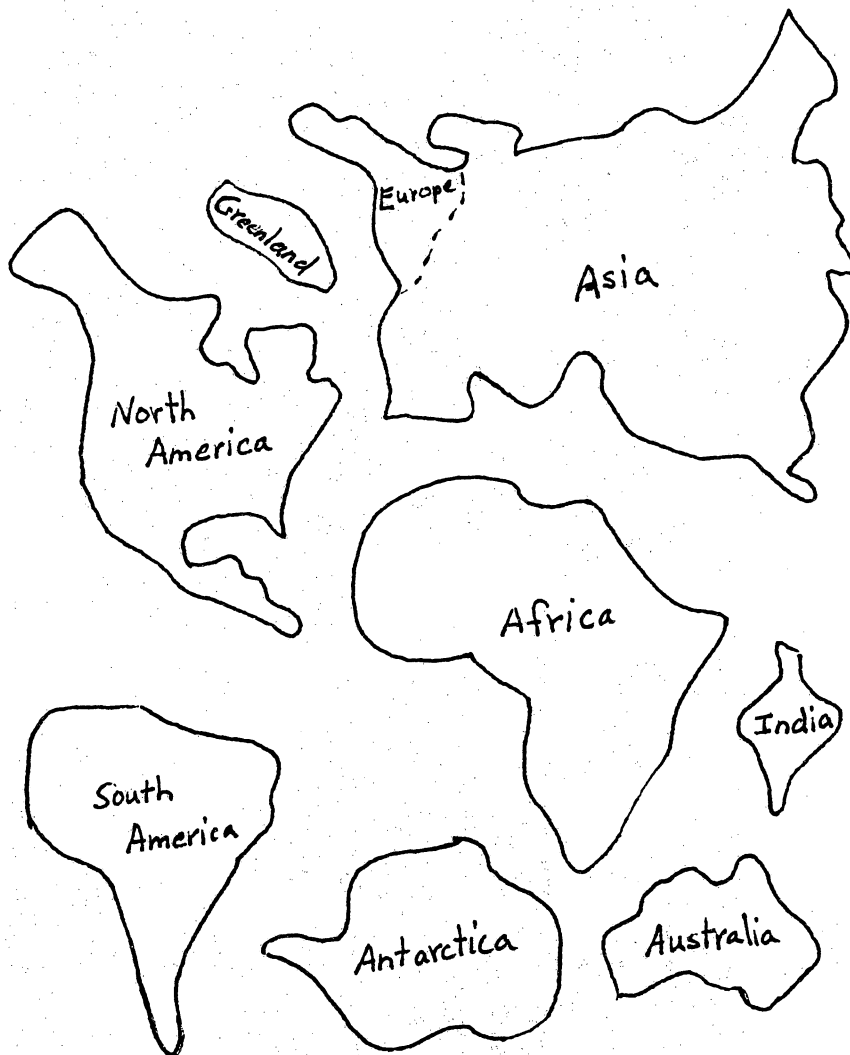 Europe
Greenland
Asia
North
America
Africa
India
South
America
Antarctica
Australia